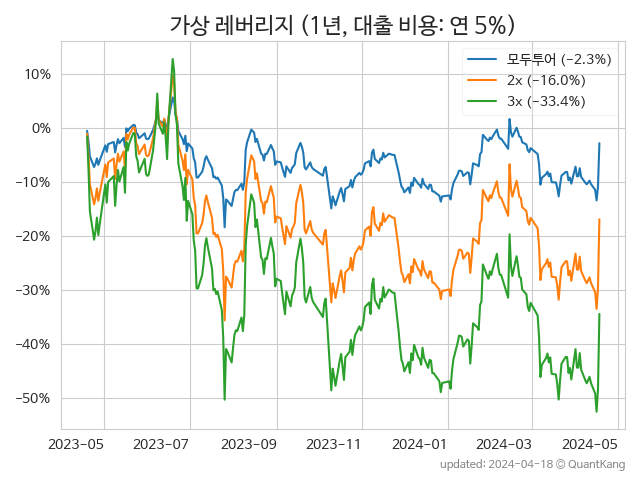 가상 레버리지 (1년, 대출 비용: 연 5%)
모두투어 (−2.3%)
2x (−16.0%)
3x (−33.4%)
10%
0%
−10%
−20%
−30%
−40%
−50%
2023-05 2023-07 2023-09 2023-11 2024-01 2024-03 2024-05
updated: 2024-04-18 © QuantKang